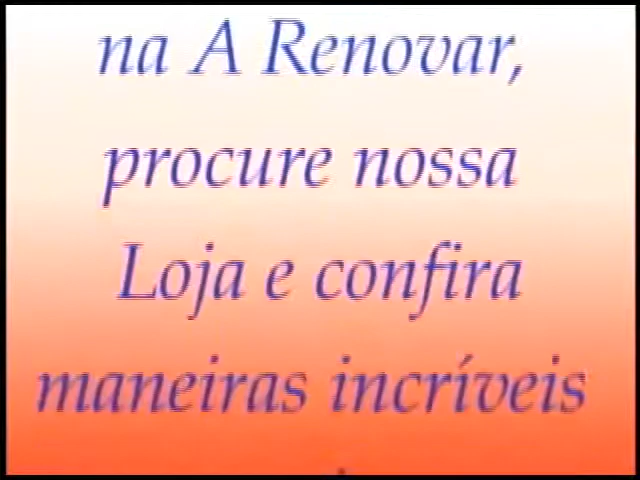 na A Renovar,
procure nossa
Loja e confira
maneiras incríveis